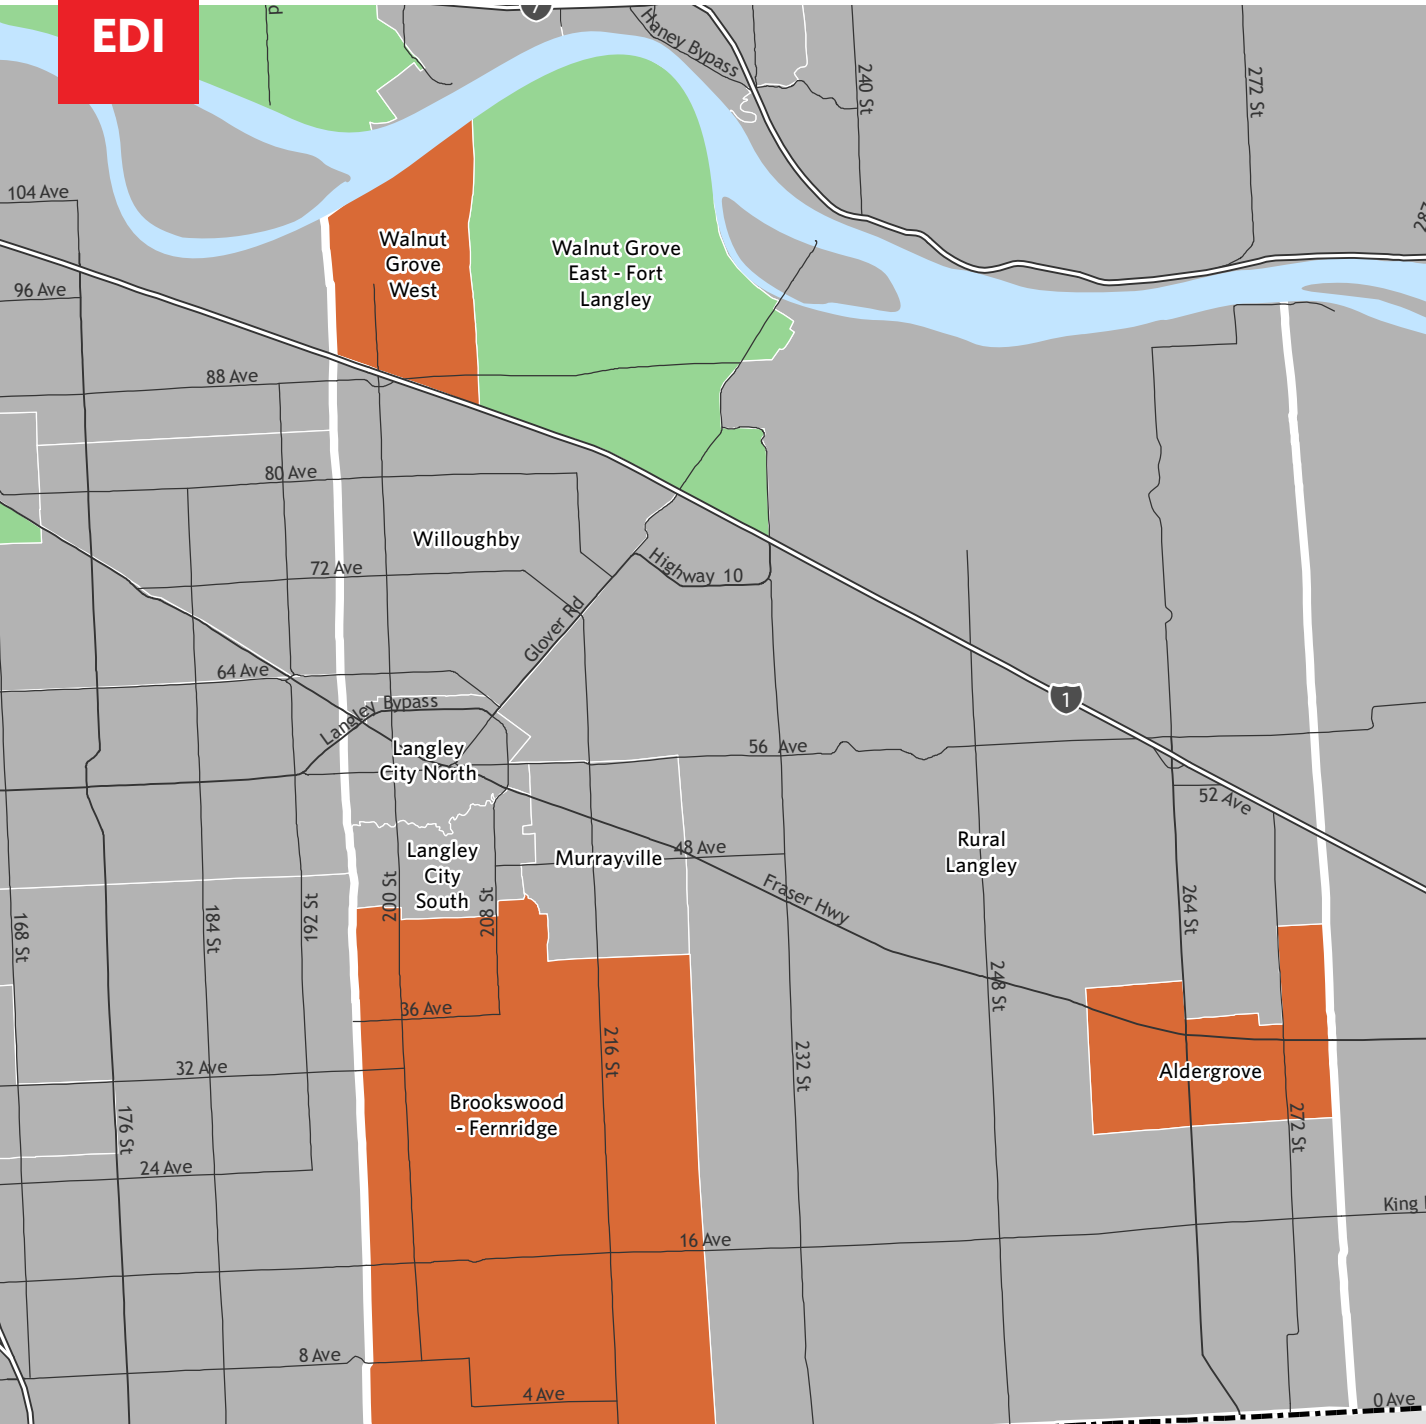 EDI
7
Haney Bypass
240 St
272 St
104 Ave
Walnut
Grove
West
Walnut Grove
East - Fort
Langley
96 Ave
88 Ave
80 Ave
Willoughby
72 Ave
Highway 10
Glover Rd
64 Ave
1
Langley Bypass
Langley
City North
56 Ave
52 Ave
Langley
City
South
Murrayville
48 Ave
Rural
Langley
Fraser Hwy
200 St
208 St
192 St
184 St
168 St
264 St
248 St
36 Ave
216 St
232 St
32 Ave
Aldergrove
Brookswood
- Fernridge
176 St
272 St
24 Ave
King
16 Ave
8 Ave
4 Ave
0 Ave